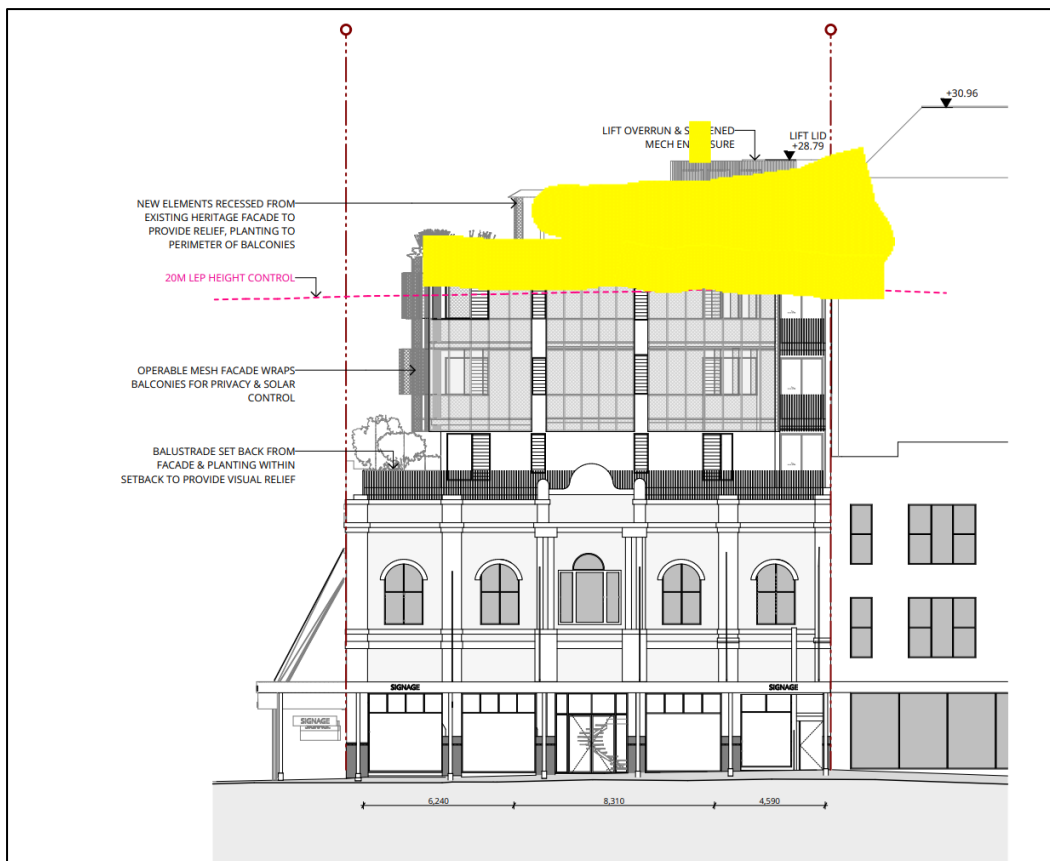 +30.96
LIFT OVERRUN & S
ENED
MECH EN
SURE
LIFT LID
+28.79
NEW ELEMENTS RECESSED FROM
EXISTING HERITAGE FACADE TO
PROVIDE RELIEF, PLANTING TO
PERIMETER OF BALCONIES
20M LEP HEIGHT CONTROL
OPERABLE MESH FACADE WRAPS
BALCONIES FOR PRIVACY & SOLAR
CONTROL
BALUSTRADE SET BACK FROM
FACADE & PLANTING WITHIN
SETBACK TO PROVIDE VISUAL RELIEF
SIGNAGE
SIGNAGE
SIGNAGE
6,240
8,310
4,590